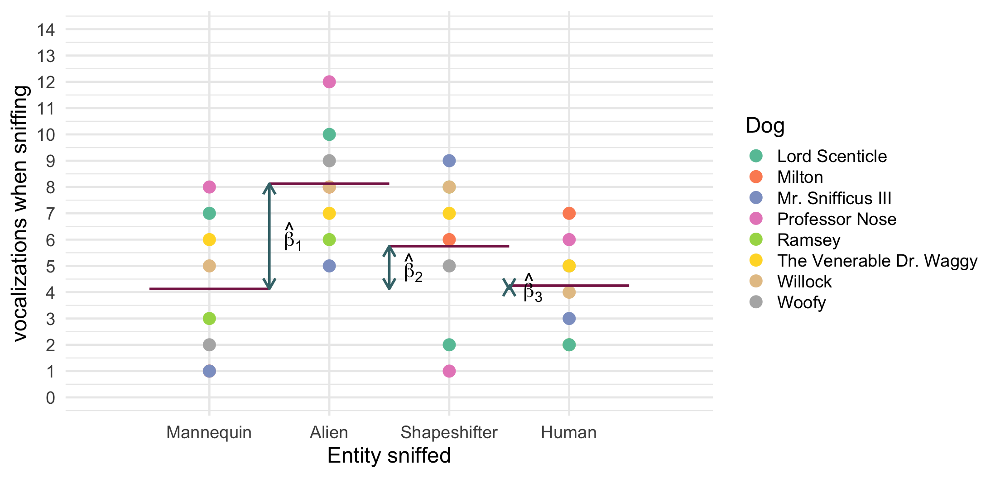 vocalizations when sniffing
14
13
12
11
10
9
8
7
6
5
4
3
2
1
0
β̂1
β̂2
β̂3
Mannequin Alien Shapeshifter Human
Entity sniffed
Dog
Lord Scenticle
Milton
Mr. Snifficus III
Professor Nose
Ramsey
The Venerable Dr. Waggy
Willock
Woofy